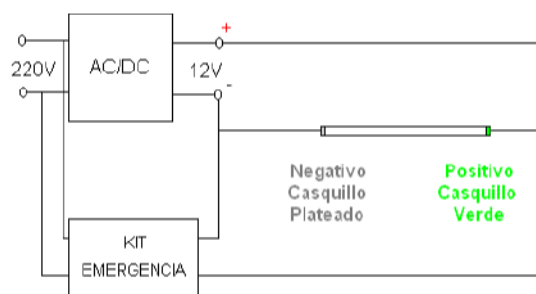 +
AC/DC
220V
12V
-
Negativo
Casquillo
Plateado
Positivo
Casquillo
Verde
KIT
EMERGENCIA